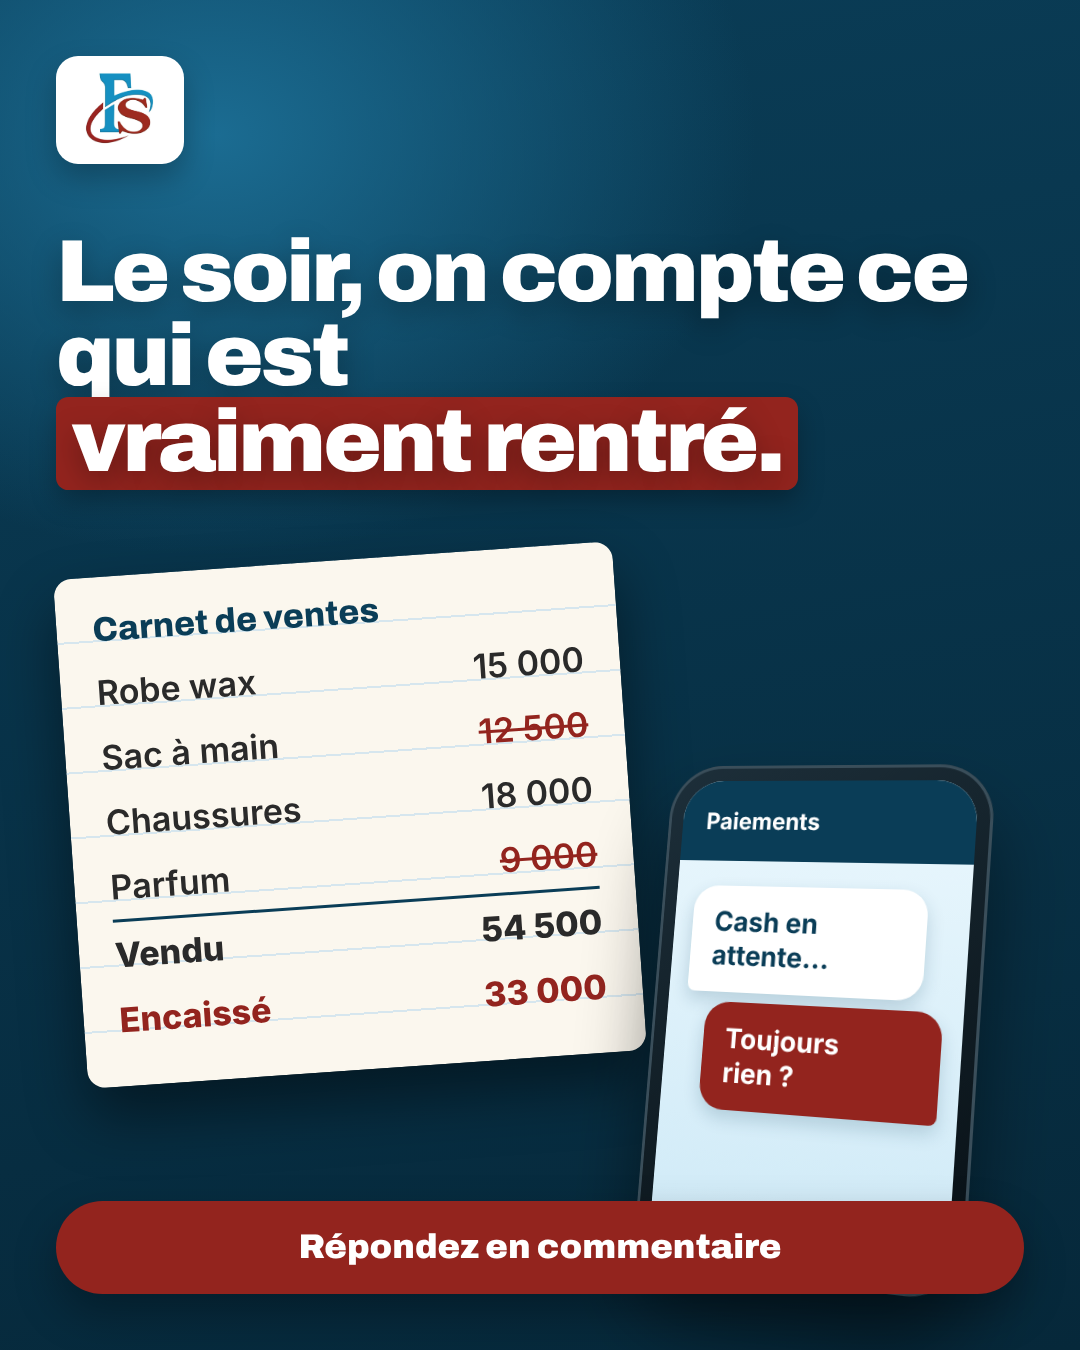 FS
Le soir, on compte ce
qui est
vraiment rentré.
Carnet de ventes
Robe wax 15 000
Sac à main 12 500
Chaussures 18 000
Parfum 9 000
Vendu 54 500
Encaissé 33 000
Paiements
Cash en
attente...
Toujours
rien ?
Répondez en commentaire